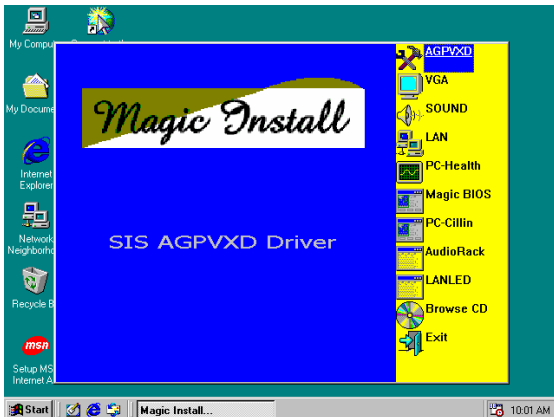 My Compu
My Docume
Internet
Explorer
Network
Neighborho
Recycle B
msn
Setup MS
Internet A
Magic Install
SIS AGPVXD Driver
AGPVXD
VGA
SOUND
LAN
PC-Health
Magic BIOS
PC-Cillin
AudioRack
LANLED
Browse CD
Exit
Start
Magic Install...
10:01 AM